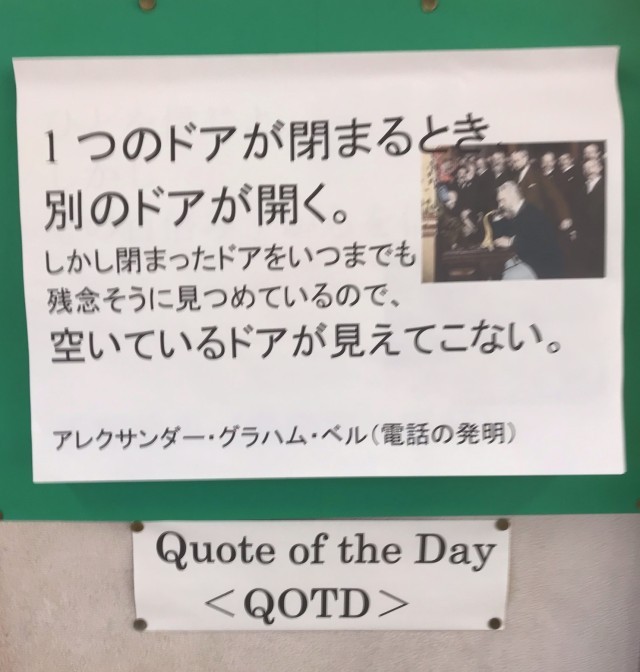 1つのドアが閉まるとき、
別のドアが開く。
しかし閉まったドアをいつまでも
残念そうに見つめているので、
空いているドアが見えてこない。
アレクサンダー・グラハム・ベル（電話の発明）
Quote of the Day
＜QOTD＞